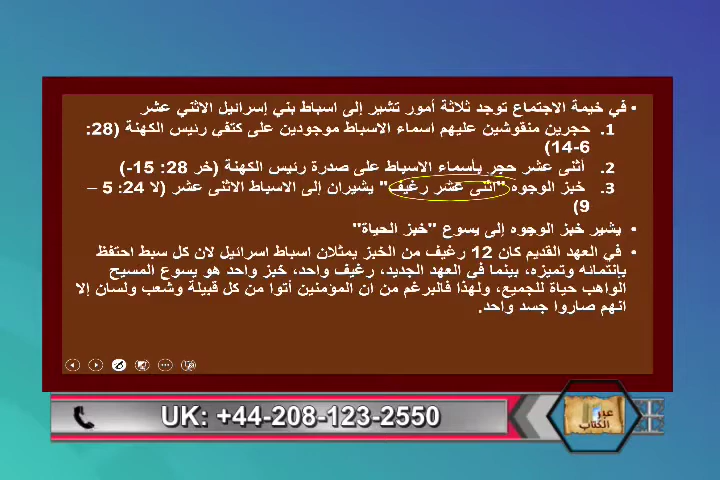 • في خيمة الاجتماع توجد ثلاثة أمور تشير إلى اسباط بني إسرائيل الاثني عشر
1. حجرين منقوشين عليهم اسماء الاسباط موجودين على كتفي رئيس الكهنة (28:
6-14)
2. أثنى عشر حجر بأسماء الاسباط على صدرة رئيس الكهنة (خر 28: 15-)
3. خبز الوجوه "اثنى عشر رغيف" يشيران إلى الاسباط الاثنى عشر (لا 24: 5 –
9)
• يشير خبز الوجوه إلى يسوع "خبز الحياة"
• في العهد القديم كان 12 رغيف من الخبز يمثلان اسباط اسرائيل لان كل سبط احتفظ
بإنتمائه وتميزه، بينما فى العهد الجديد، رغيف واحد، خبز واحد هو يسوع المسيح
الواهب حياة للجميع، ولهذا فالبرغم من ان المؤمنين أتوا من كل قبيلة وشعب ولسان إلا
انهم صاروا جسد واحد.
UK: +44-208-123-2550
عبر
الكتاب